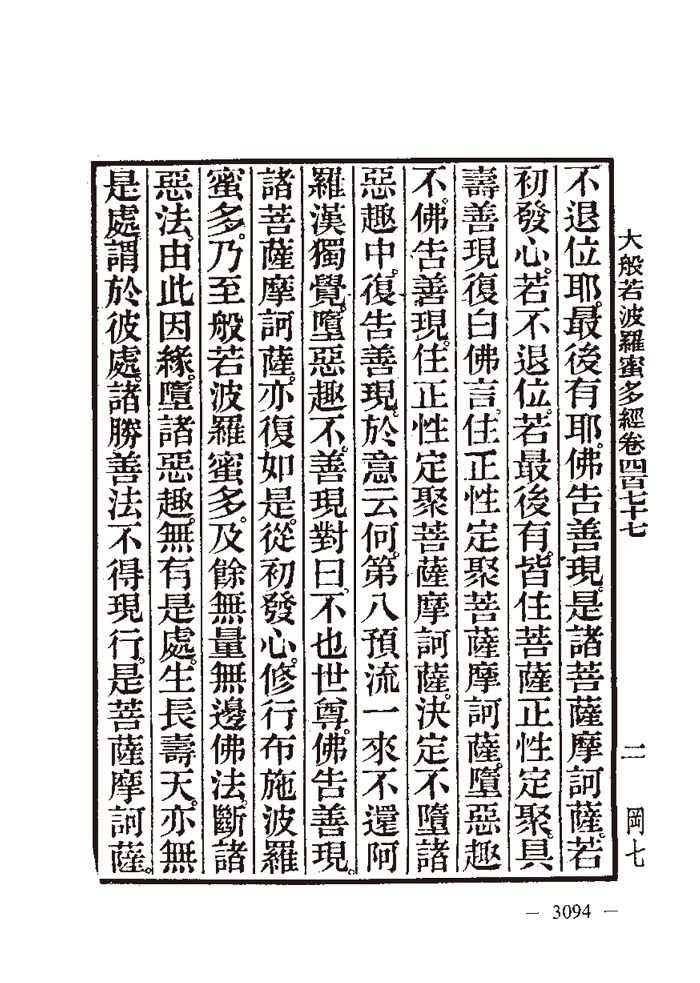 大般若波羅蜜多經卷四百七十七 二 岡七
不退位耶。最後有耶。佛告善現。是諸菩薩摩訶薩。若
初發心。若不退位。若最後有。皆住菩薩正性定聚。具
壽善現復白佛言。住正性定聚菩薩摩訶薩。墮惡趣
不。佛告善現。住正性定聚菩薩摩訶薩。決定不墮諸
惡趣中。復告善現。於意云何。第八預流一來不還阿
羅漢獨覺。墮惡趣不。善現對曰。不也世尊。佛告善現。
諸菩薩摩訶薩。亦復如是。從初發心。修行布施波羅
蜜多。乃至般若波羅蜜多。及餘無量無邊佛法。斷諸
惡法。由此因緣。墮諸惡趣。無有是處。生長壽天。亦無
是處。謂於彼處諸勝善法不得現行。是菩薩摩訶薩。
— 3094 —